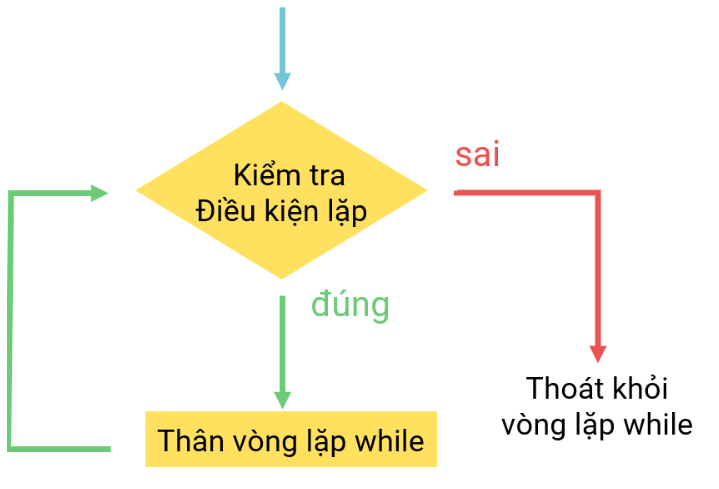 Kiểm tra
Điều kiện lặp
sai
đúng
Thân vòng lặp while
Thoát khỏi
vòng lặp while